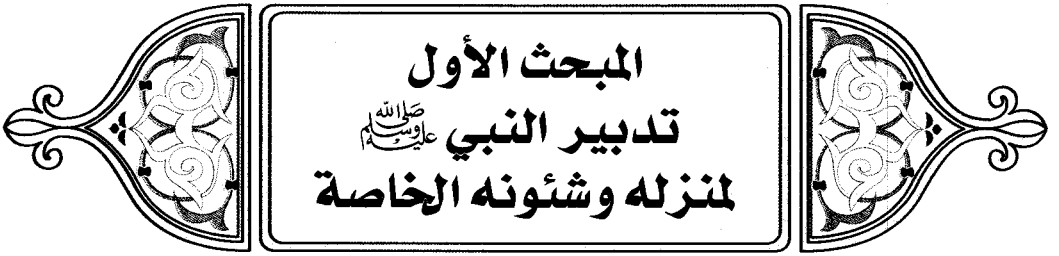 المبحث الأول
تدبير النبي ﷺ
لمنزله وشئونه الخاصة